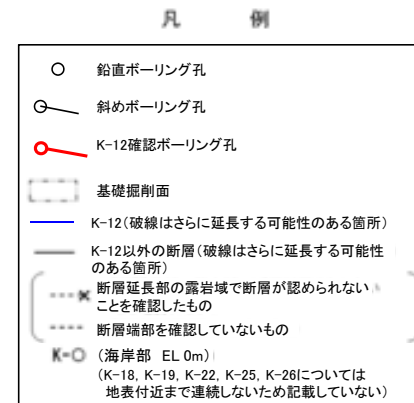 凡　例
鉛直ボーリング孔
斜めボーリング孔
K-12確認ボーリング孔
基礎掘削面
K-12(破線はさらに延長する可能性のある箇所)
K-12以外の断層(破線はさらに延長する可能性
のある箇所)
断層延長部の露岩域で断層が認められない
ことを確認したもの
断層端部を確認していないもの
K-○ (海岸部 EL 0m)
(K-18, K-19, K-22, K-25, K-26については
地表付近まで連続しないため記載していない)